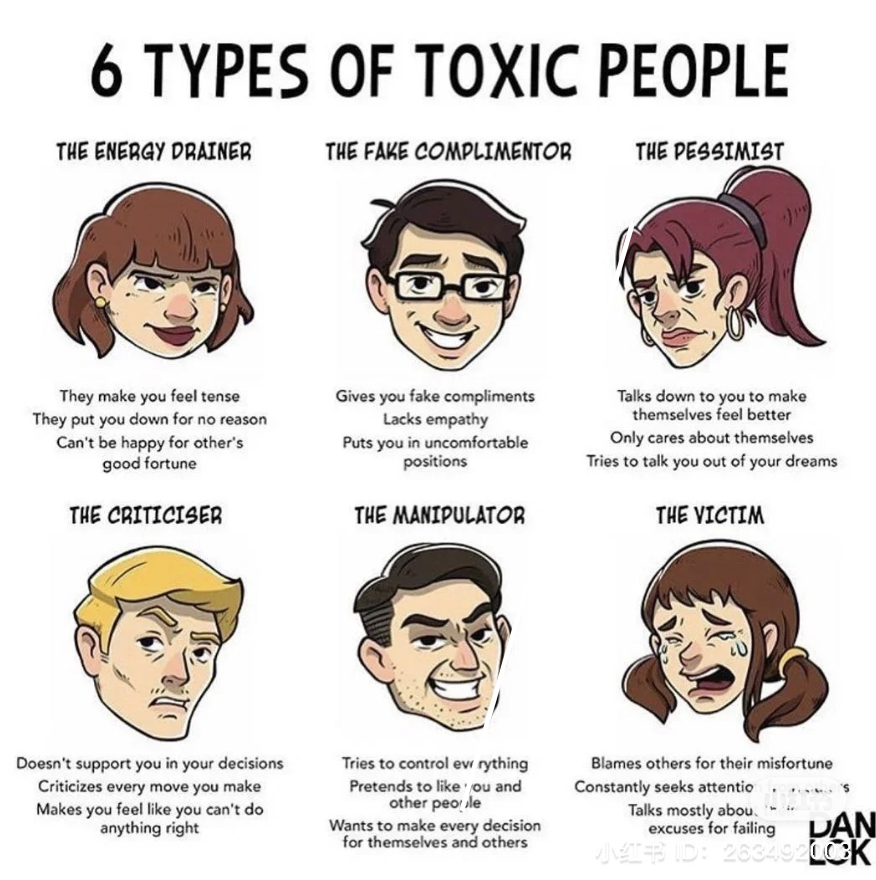 6 TYPES OF TOXIC PEOPLE
THE ENERGY DRAINER
They make you feel tense
They put you down for no reason
Can't be happy for other's
good fortune
THE FAKE COMPLIMENTOR
Gives you fake compliments
Lacks empathy
Puts you in uncomfortable
positions
THE PESSIMIST
Talks down to you to make
themselves feel better
Only cares about themselves
Tries to talk you out of your dreams
THE CRITICISER
Doesn't support you in your decisions
Criticizes every move you make
Makes you feel like you can't do
anything right
THE MANIPULATOR
Tries to control everything
Pretends to like you and
other people
Wants to make every decision
for themselves and others
THE VICTIM
Blames others for their misfortune
Constantly seeks attention
Talks mostly about
excuses for failing
小红书
DAN
LOK
小红书 ID: